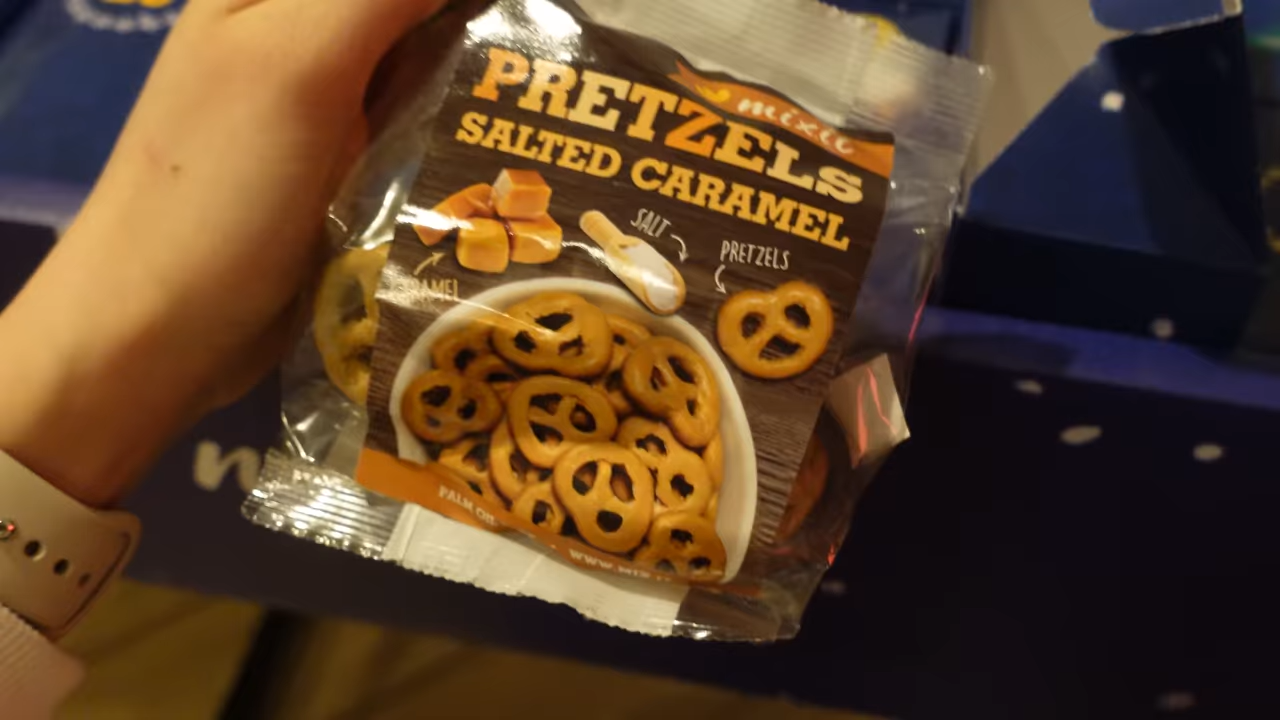 mixit
PRETZELS
SALTED CARAMEL
SALT
PRETZELS
PALM OIL